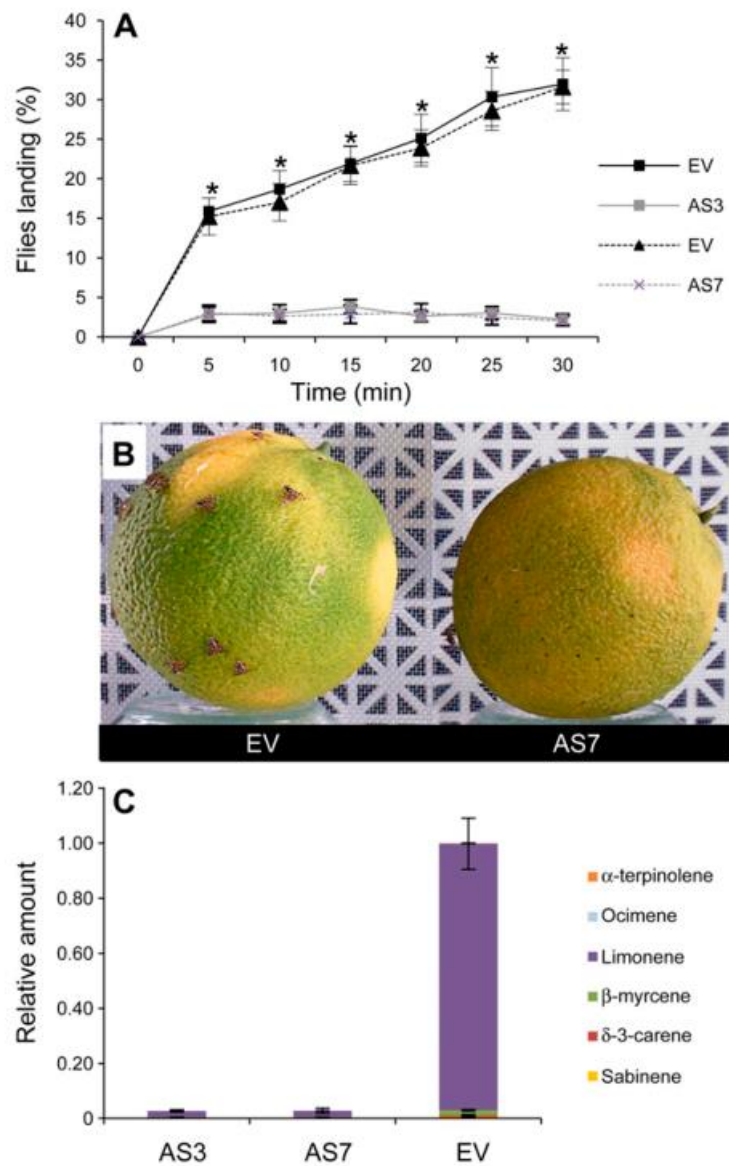 A
Flies landing (%)
40
35
30
25
20
15
10
5
0
* * * * * *
0 5 10 15 20 25 30
Time (min)
EV
AS3
EV
AS7
B
EV AS7
C
Relative amount
1.20
1.00
0.80
0.60
0.40
0.20
0
AS3 AS7 EV
α-terpinolene
Ocimene
Limonene
β-myrcene
δ-3-carene
Sabinene